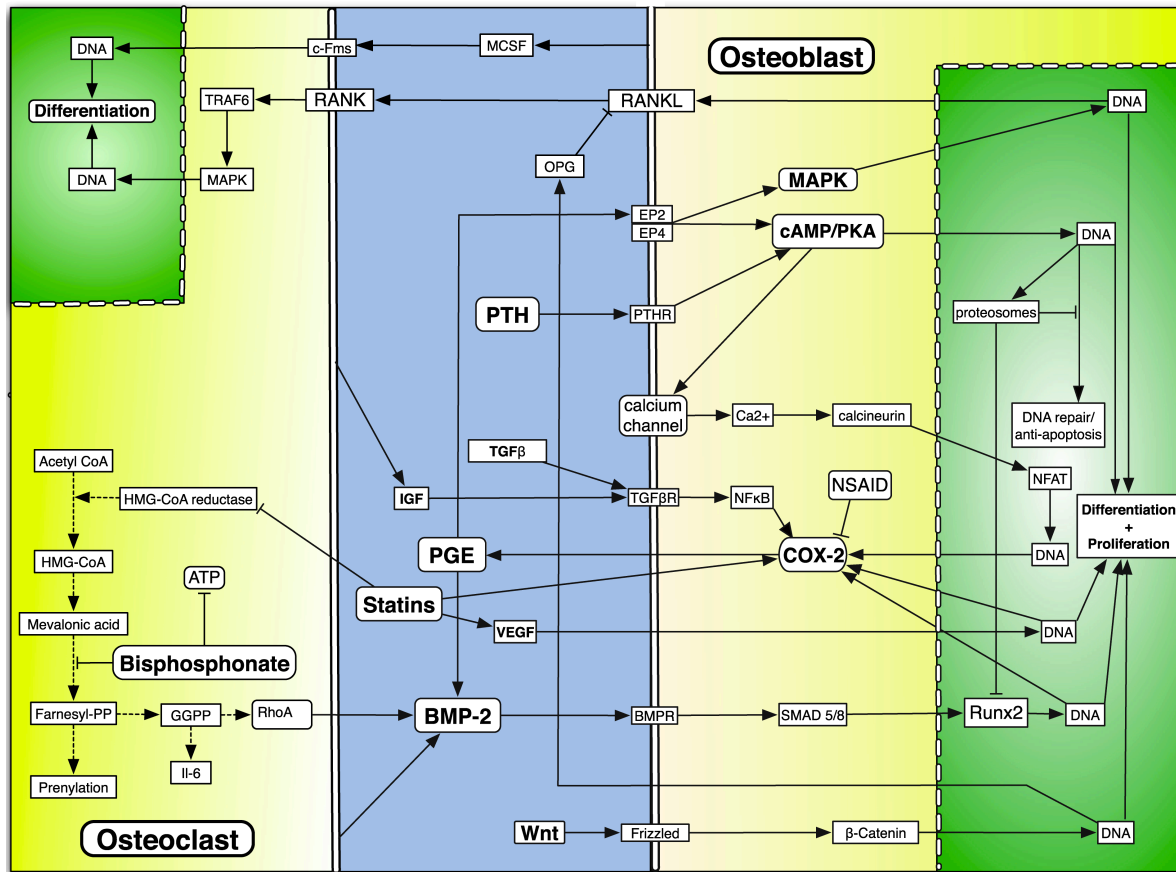 DNA
c-Fms
MCSF
Osteoblast
Differentiation
TRAF6
RANK
RANKL
DNA
DNA
MAPK
OPG
MAPK
EP2
EP4
cAMP/PKA
DNA
PTH
PTHR
proteosomes
calcium
channel
Ca2+
calcineurin
DNA repair/
anti-apoptosis
Acetyl CoA
TGFβ
HMG-CoA reductase
IGF
TGFβR
NFκB
NSAID
NFAT
Differentiation
+
Proliferation
HMG-CoA
PGE
COX-2
DNA
ATP
Statins
Mevalonic acid
VEGF
DNA
Bisphosphonate
Farnesyl-PP
GGPP
RhoA
BMP-2
BMPR
SMAD 5/8
Runx2
DNA
Il-6
Prenylation
Osteoclast
Wnt
Frizzled
β-Catenin
DNA